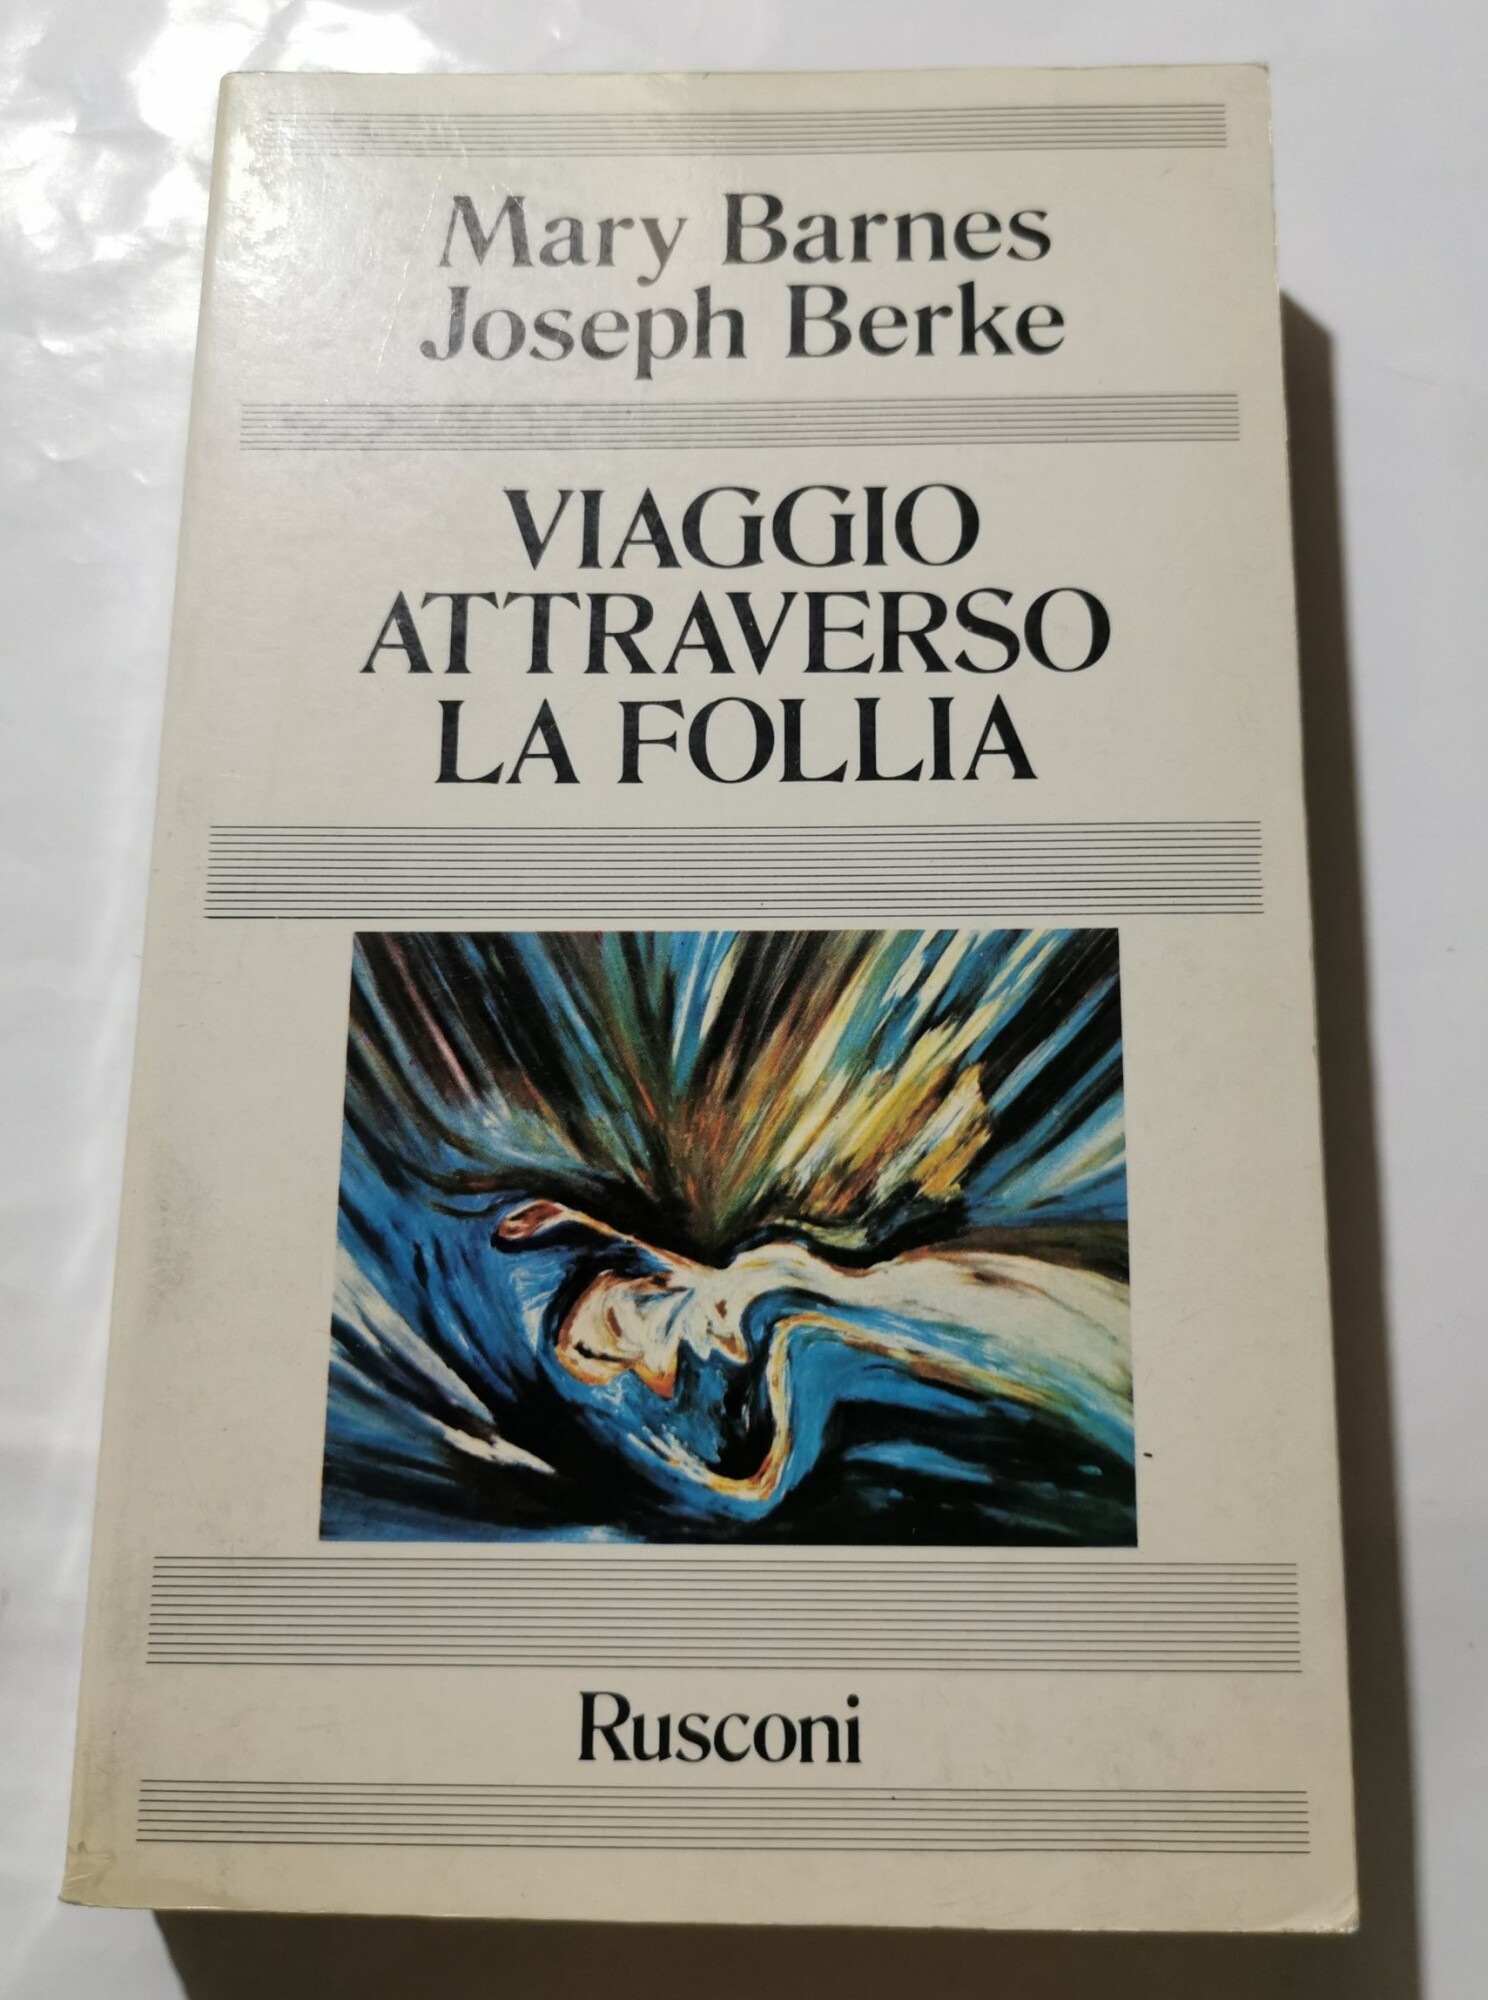 Mary Barnes
Joseph Berke
VIAGGIO
ATTRAVERSO
LA FOLLIA
Rusconi